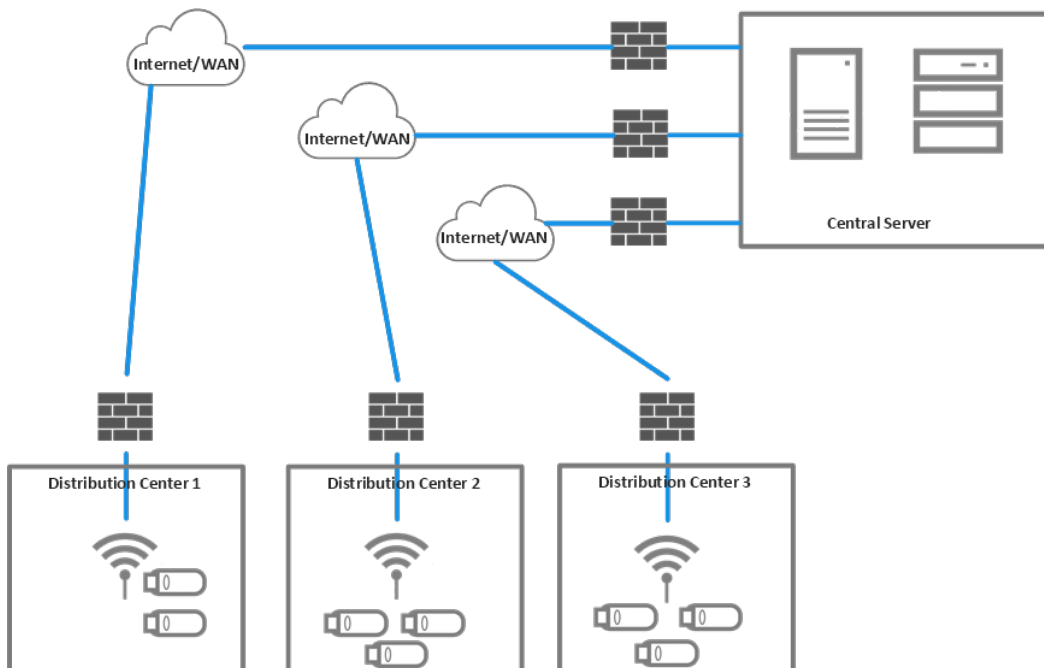 Internet/WAN
Internet/WAN
Internet/WAN
Central Server
Distribution Center 1
Distribution Center 2
Distribution Center 3